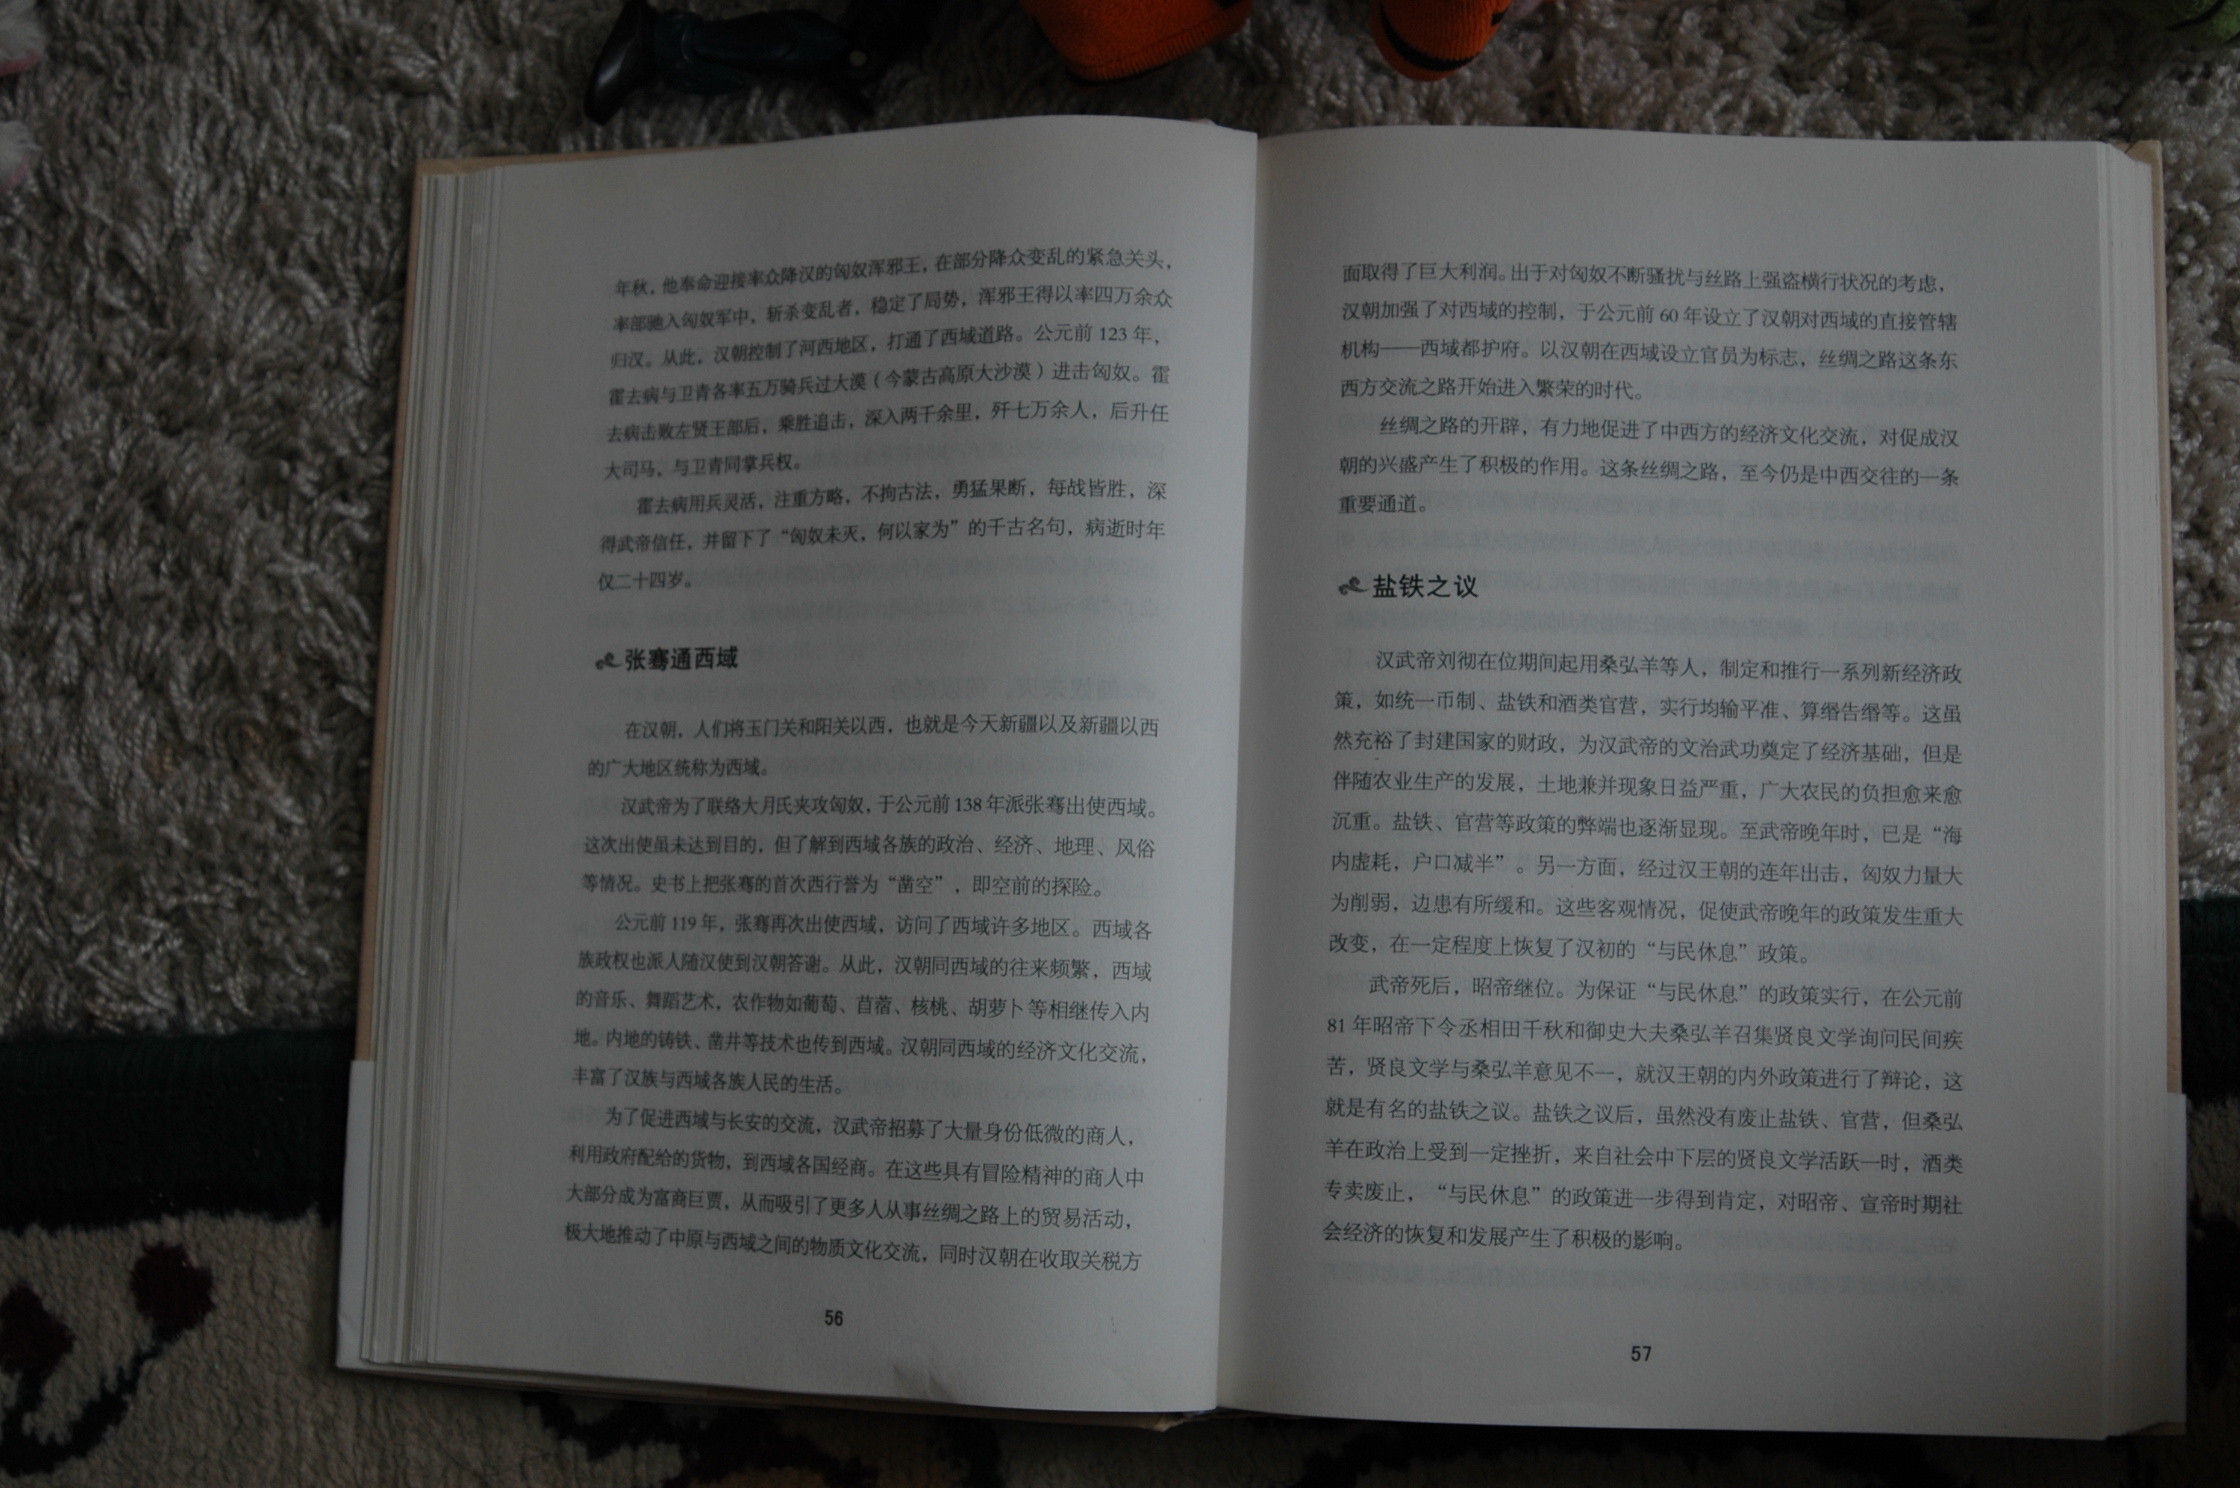 年秋，他奉命迎接率众降汉的匈奴浑邪王，在部分降众变乱的紧急关头，
率部驰入匈奴军中，斩杀变乱者，稳定了局势，浑邪王得以率四万余众
归汉。从此，汉朝控制了河西地区，打通了西域道路。公元前 123 年，
霍去病与卫青各率五万骑兵过大漠（今蒙古高原大沙漠）进击匈奴。霍
去病击败左贤王部后，乘胜追击，深入两千余里，歼七万余人，后升任
大司马，与卫青同掌兵权。
霍去病用兵灵活，注重方略，不拘古法，勇猛果断，每战皆胜，深
得武帝信任，并留下了“匈奴未灭，何以家为”的千古名句，病逝时年
仅二十四岁。
张骞通西域
在汉朝，人们将玉门关和阳关以西，也就是今天新疆以及新疆以西
的广大地区统称为西域。
汉武帝为了联络大月氏夹攻匈奴，于公元前 138 年派张骞出使西域。
这次出使虽未达到目的，但了解到西域各族的政治、经济、地理、风俗
等情况。史书上把张骞的首次西行誉为“凿空”，即空前的探险。
公元前 119 年，张骞再次出使西域，访问了西域许多地区。西域各
族政权也派人随汉使到汉朝答谢。从此，汉朝同西域的往来频繁，西域
的音乐、舞蹈艺术，农作物如葡萄、苜蓿、核桃、胡萝卜等相继传入内
地。内地的铸铁、凿井等技术也传到西域。汉朝同西域的经济文化交流，
丰富了汉族与西域各族人民的生活。
为了促进西域与长安的交流，汉武帝招募了大量身份低微的商人，
利用政府配给的货物，到西域各国经商。在这些具有冒险精神的商人中
大部分成为富商巨贾，从而吸引了更多人从事丝绸之路上的贸易活动，
极大地推动了中原与西域之间的物质文化交流，同时汉朝在收取关税方
56
面取得了巨大利润。出于对匈奴不断骚扰与丝路上强盗横行状况的考虑，
汉朝加强了对西域的控制，于公元前 60 年设立了汉朝对西域的直接管辖
机构——西域都护府。以汉朝在西域设立官员为标志，丝绸之路这条东
西方交流之路开始进入繁荣的时代。
丝绸之路的开辟，有力地促进了中西方的经济文化交流，对促成汉
朝的兴盛产生了积极的作用。这条丝绸之路，至今仍是中西交往的一条
重要通道。
盐铁之议
汉武帝刘彻在位期间起用桑弘羊等人，制定和推行一系列新经济政
策，如统一币制、盐铁和酒类官营，实行均输平准、算缗告缗等。这虽
然充裕了封建国家的财政，为汉武帝的文治武功奠定了经济基础，但是
伴随农业生产的发展，土地兼并现象日益严重，广大农民的负担愈来愈
沉重。盐铁、官营等政策的弊端也逐渐显现。至武帝晚年时，已是“海
内虚耗，户口减半”。另一方面，经过汉王朝的连年出击，匈奴力量大
为削弱，边患有所缓和。这些客观情况，促使武帝晚年的政策发生重大
改变，在一定程度上恢复了汉初的“与民休息”政策。
武帝死后，昭帝继位。为保证“与民休息”的政策实行，在公元前
81 年昭帝下令丞相田千秋和御史大夫桑弘羊召集贤良文学询问民间疾
苦，贤良文学与桑弘羊意见不一，就汉王朝的内外政策进行了辩论，这
就是有名的盐铁之议。盐铁之议后，虽然没有废止盐铁、官营，但桑弘
羊在政治上受到一定挫折，来自社会中下层的贤良文学活跃一时，酒类
专卖废止，“与民休息”的政策进一步得到肯定，对昭帝、宣帝时期社
会经济的恢复和发展产生了积极的影响。
57